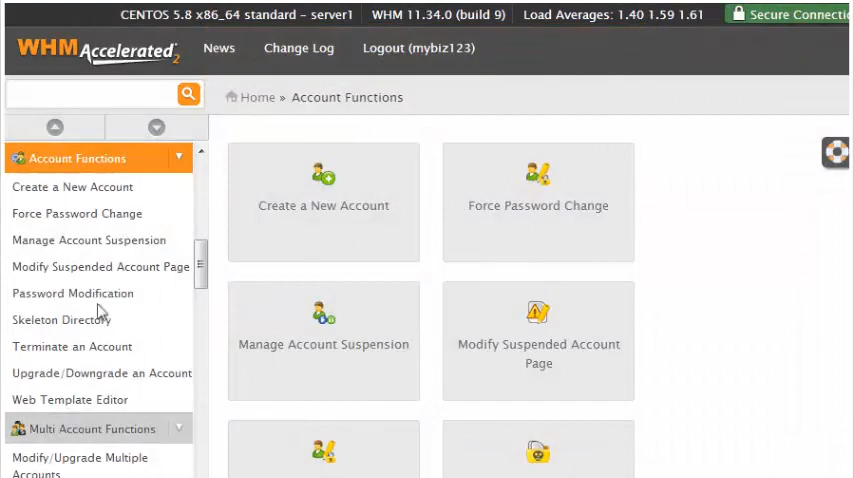 CENTOS 5.8 x86_64 standard – server1 WHM 11.34.0 (build 9) Load Averages: 1.40 1.59 1.61 Secure Connectio
WHM Accelerated2 News Change Log Logout (mybiz123)
Home » Account Functions
Account Functions
Create a New Account
Force Password Change
Manage Account Suspension
Modify Suspended Account Page
Password Modification
Skeleton Directory
Terminate an Account
Upgrade/Downgrade an Account
Web Template Editor
Multi Account Functions
Modify/Upgrade Multiple
Accounts
Create a New Account
Force Password Change
Manage Account Suspension
Modify Suspended Account
Page